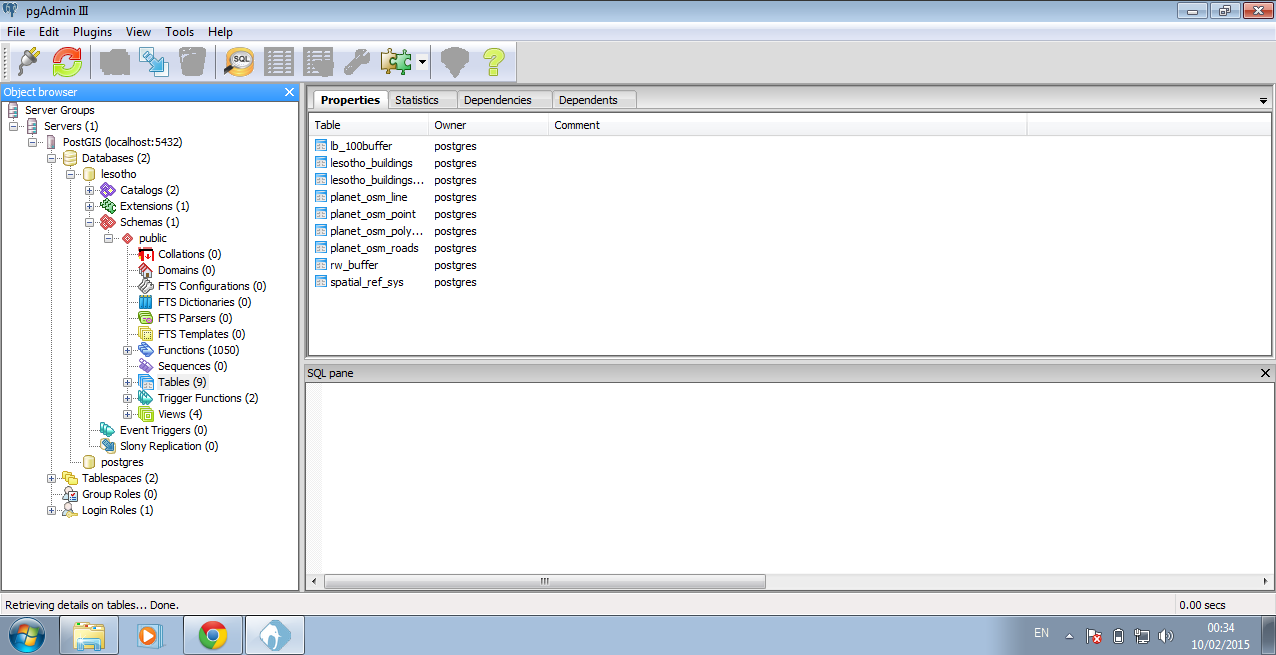 pgAdmin III
File Edit Plugins View Tools Help
SQL
Object browser
Server Groups
Servers (1)
PostGIS (localhost:5432)
Databases (2)
lesotho
Catalogs (2)
Extensions (1)
Schemas (1)
public
Collations (0)
Domains (0)
FTS Configurations (0)
FTS Dictionaries (0)
FTS Parsers (0)
FTS Templates (0)
Functions (1050)
Sequences (0)
Tables (9)
Trigger Functions (2)
Views (4)
Event Triggers (0)
Slony Replication (0)
postgres
Tablespaces (2)
Group Roles (0)
Login Roles (1)
Properties Statistics Dependencies Dependents
Table Owner Comment
lb_100buffer postgres
lesotho_buildings postgres
lesotho_buildings... postgres
planet_osm_line postgres
planet_osm_point postgres
planet_osm_poly... postgres
planet_osm_roads postgres
rw_buffer postgres
spatial_ref_sys postgres
SQL pane
Retrieving details on tables... Done. 0.00 secs
EN 00:34
10/02/2015